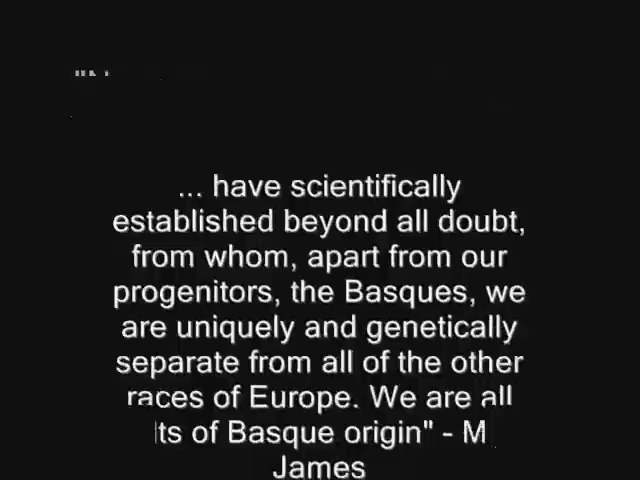 ... have scientifically
established beyond all doubt,
from whom, apart from our
progenitors, the Basques, we
are uniquely and genetically
separate from all of the other
races of Europe. We are all
of Basque origin" - M
James